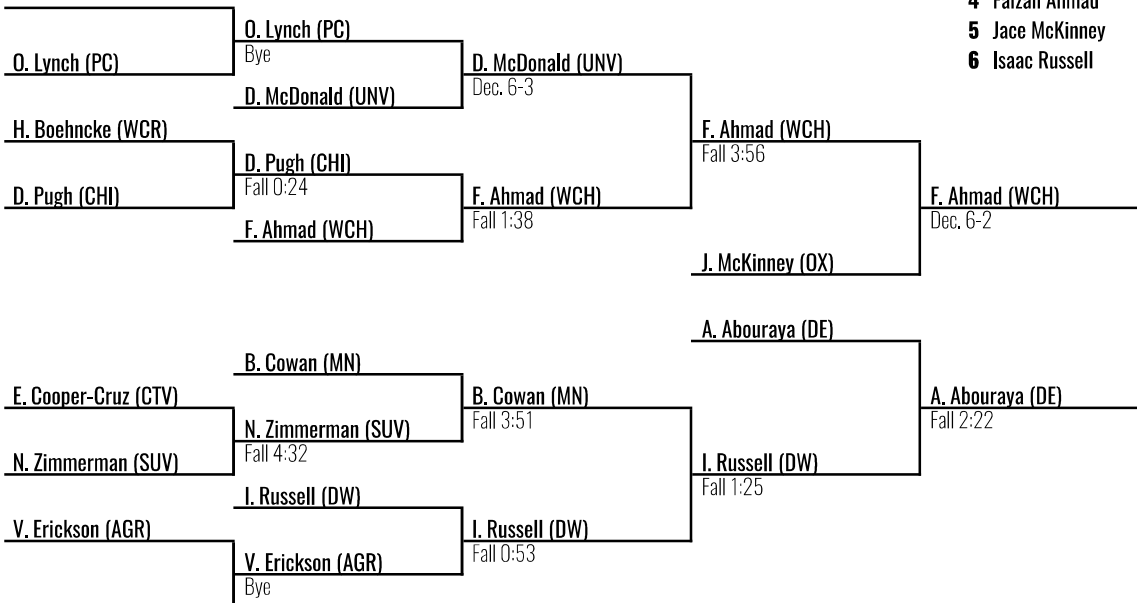 4 Faizan Ahmad
5 Jace McKinney
6 Isaac Russell
O. Lynch (PC)
Bye
O. Lynch (PC)
D. McDonald (UNV)
Dec. 6-3
D. McDonald (UNV)
H. Boehncke (WCR)
F. Ahmad (WCH)
Fall 3:56
D. Pugh (CHI)
Fall 0:24
D. Pugh (CHI)
F. Ahmad (WCH)
Fall 1:38
F. Ahmad (WCH)
Dec. 6-2
F. Ahmad (WCH)
J. McKinney (OX)
A. Abouraya (DE)
B. Cowan (MN)
E. Cooper-Cruz (CTV)
B. Cowan (MN)
Fall 3:51
A. Abouraya (DE)
Fall 2:22
N. Zimmerman (SUV)
Fall 4:32
N. Zimmerman (SUV)
I. Russell (DW)
Fall 1:25
I. Russell (DW)
V. Erickson (AGR)
I. Russell (DW)
Fall 0:53
V. Erickson (AGR)
Bye